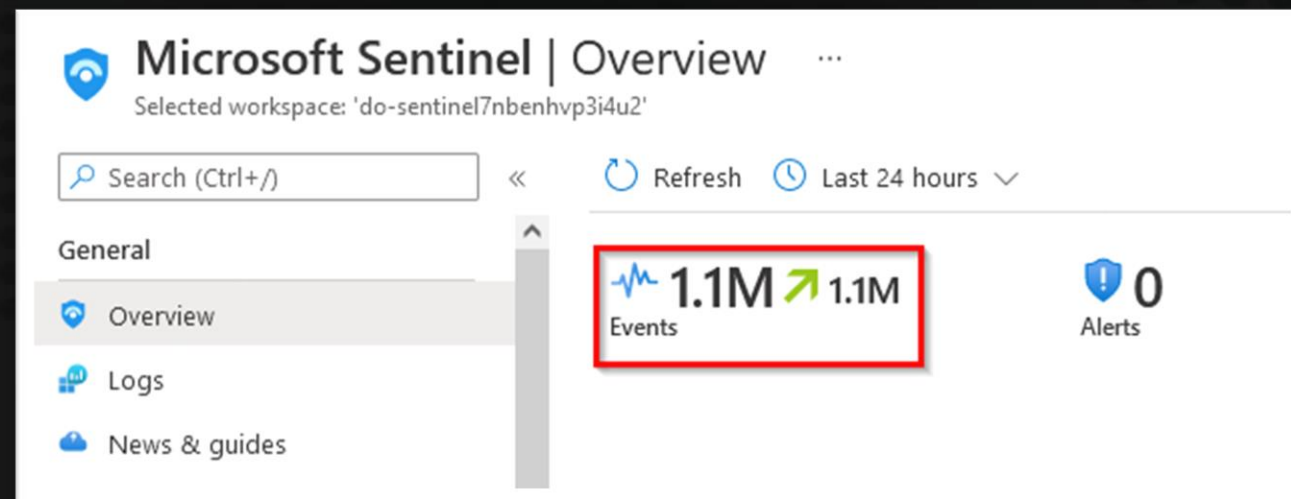 Microsoft Sentinel | Overview ...
Selected workspace: 'do-sentinel7nbenhvp3i4u2'
Search (Ctrl+/)
«
Refresh
Last 24 hours
General
Overview
Logs
News & guides
1.1M 1.1M
Events
0
Alerts